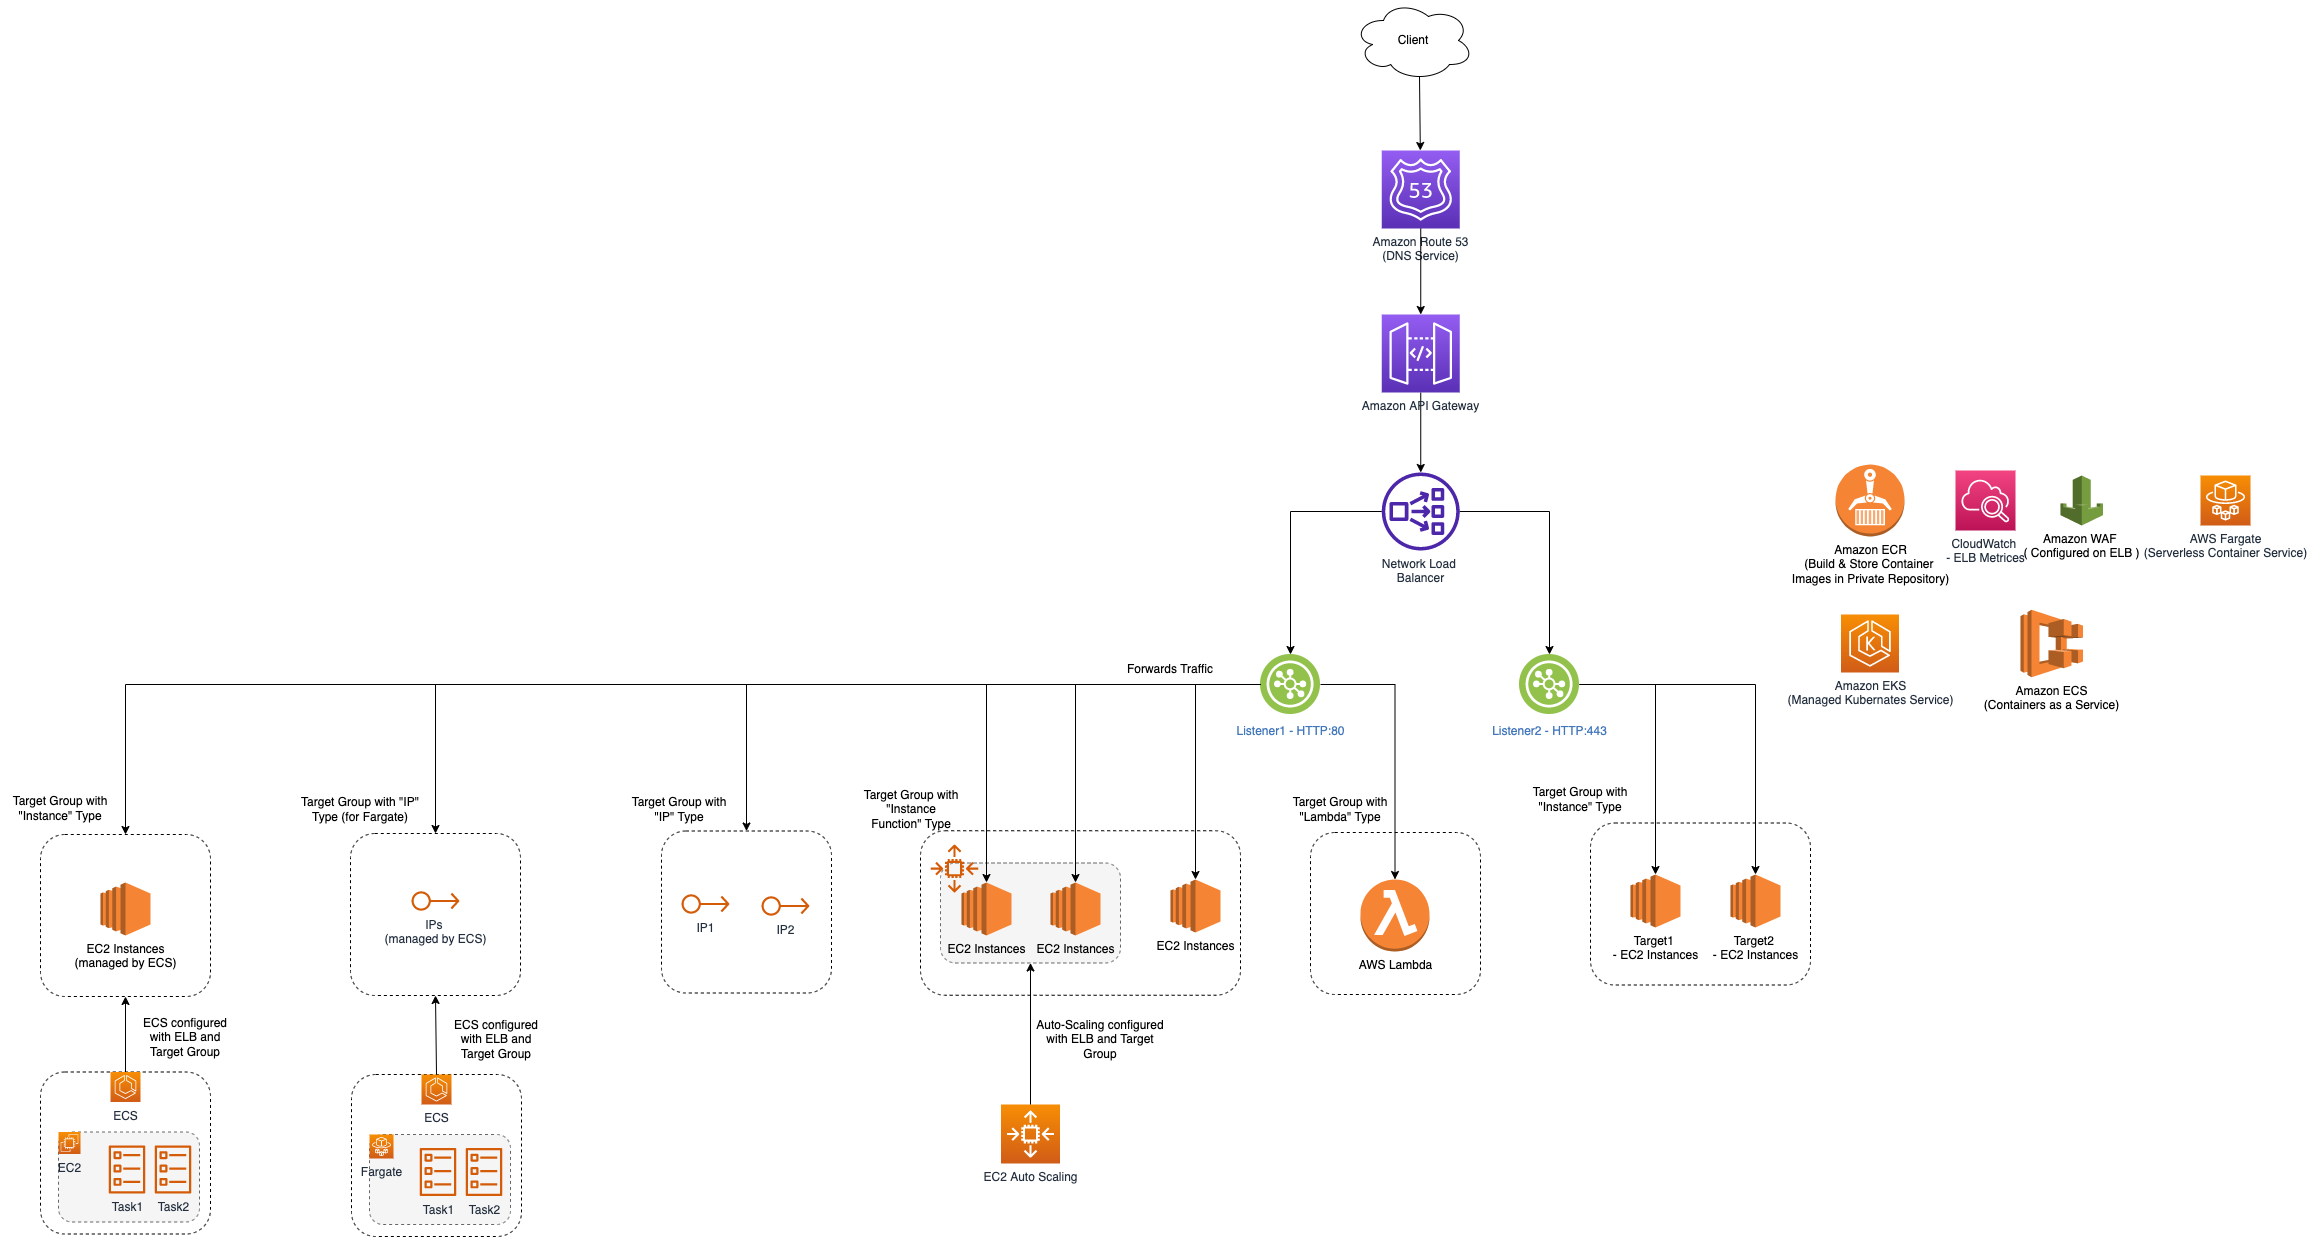 Client
53
Amazon Route 53
(DNS Service)
</>
Amazon API Gateway
Network Load
Balancer
Amazon ECR
(Build & Store Container
Images in Private Repository)
CloudWatch
- ELB Metrices
Amazon WAF
( Configured on ELB )
AWS Fargate
(Serverless Container Service)
K
Amazon EKS
(Managed Kubernates Service)
Amazon ECS
(Containers as a Service)
Forwards Traffic
Listener1 - HTTP:80
Listener2 - HTTP:443
Target Group with
"Instance" Type
Target Group with "IP"
Type (for Fargate)
Target Group with
"IP" Type
Target Group with
"Instance
Function" Type
Target Group with
"Lambda" Type
Target Group with
"Instance" Type
EC2 Instances
(managed by ECS)
IPs
(managed by ECS)
IP1
IP2
EC2 Instances
EC2 Instances
EC2 Instances
AWS Lambda
Target1
- EC2 Instances
Target2
- EC2 Instances
ECS configured
with ELB and
Target Group
ECS configured
with ELB and
Target Group
Auto-Scaling configured
with ELB and Target
Group
ECS
EC2
Task1
Task2
ECS
Fargate
Task1
Task2
EC2 Auto Scaling